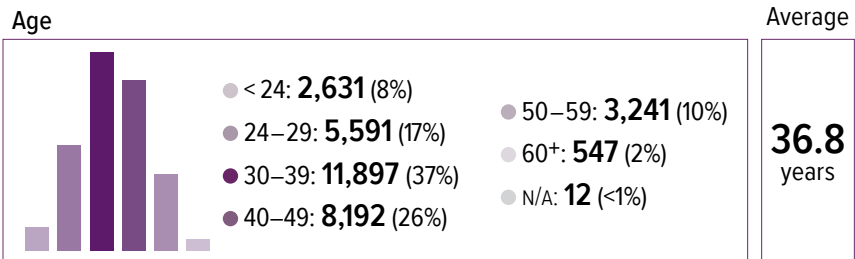 Age
< 24: 2,631 (8%)
24–29: 5,591 (17%)
30–39: 11,897 (37%)
40–49: 8,192 (26%)
50–59: 3,241 (10%)
60+: 547 (2%)
N/A: 12 (<1%)
Average
36.8
years